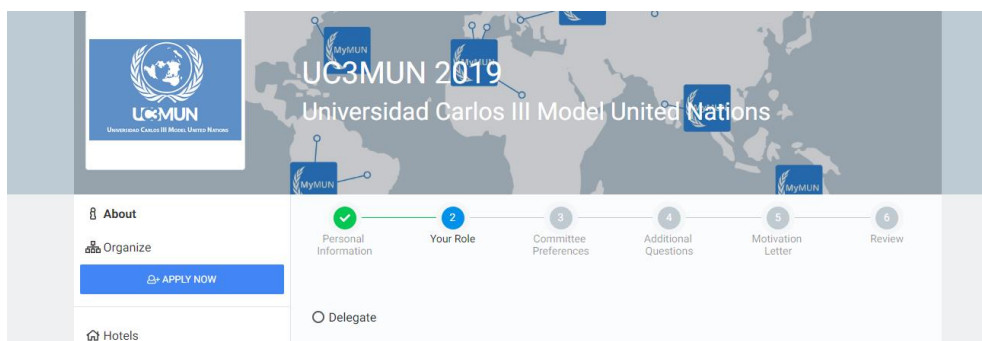 UC3MUN
UNIVERSIDAD CARLOS III MODEL UNITED NATIONS
UC3MUN 2019
Universidad Carlos III Model United Nations
MyMUN
MyMUN
MyMUN
About
Organize
APPLY NOW
Hotels
2
3
4
5
6
Personal
Information
Your Role
Committee
Preferences
Additional
Questions
Motivation
Letter
Review
Delegate